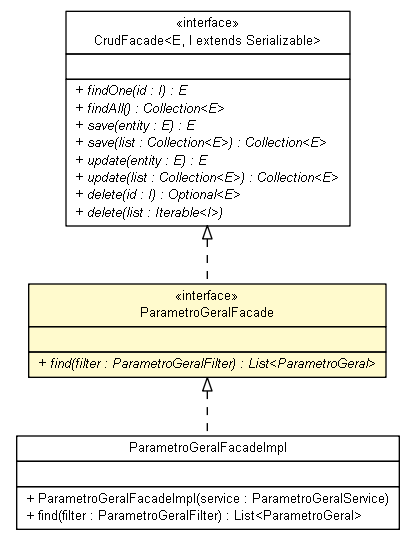 «interface»
CrudFacade<E, I extends Serializable>
+ findOne(id : I) : E
+ findAll() : Collection<E>
+ save(entity : E) : E
+ save(list : Collection<E>) : Collection<E>
+ update(entity : E) : E
+ update(list : Collection<E>) : Collection<E>
+ delete(id : I) : Optional<E>
+ delete(list : Iterable<I>)
«interface»
ParametroGeralFacade
+ find(filter : ParametroGeralFilter) : List<ParametroGeral>
ParametroGeralFacadeImpl
+ ParametroGeralFacadeImpl(service : ParametroGeralService)
+ find(filter : ParametroGeralFilter) : List<ParametroGeral>